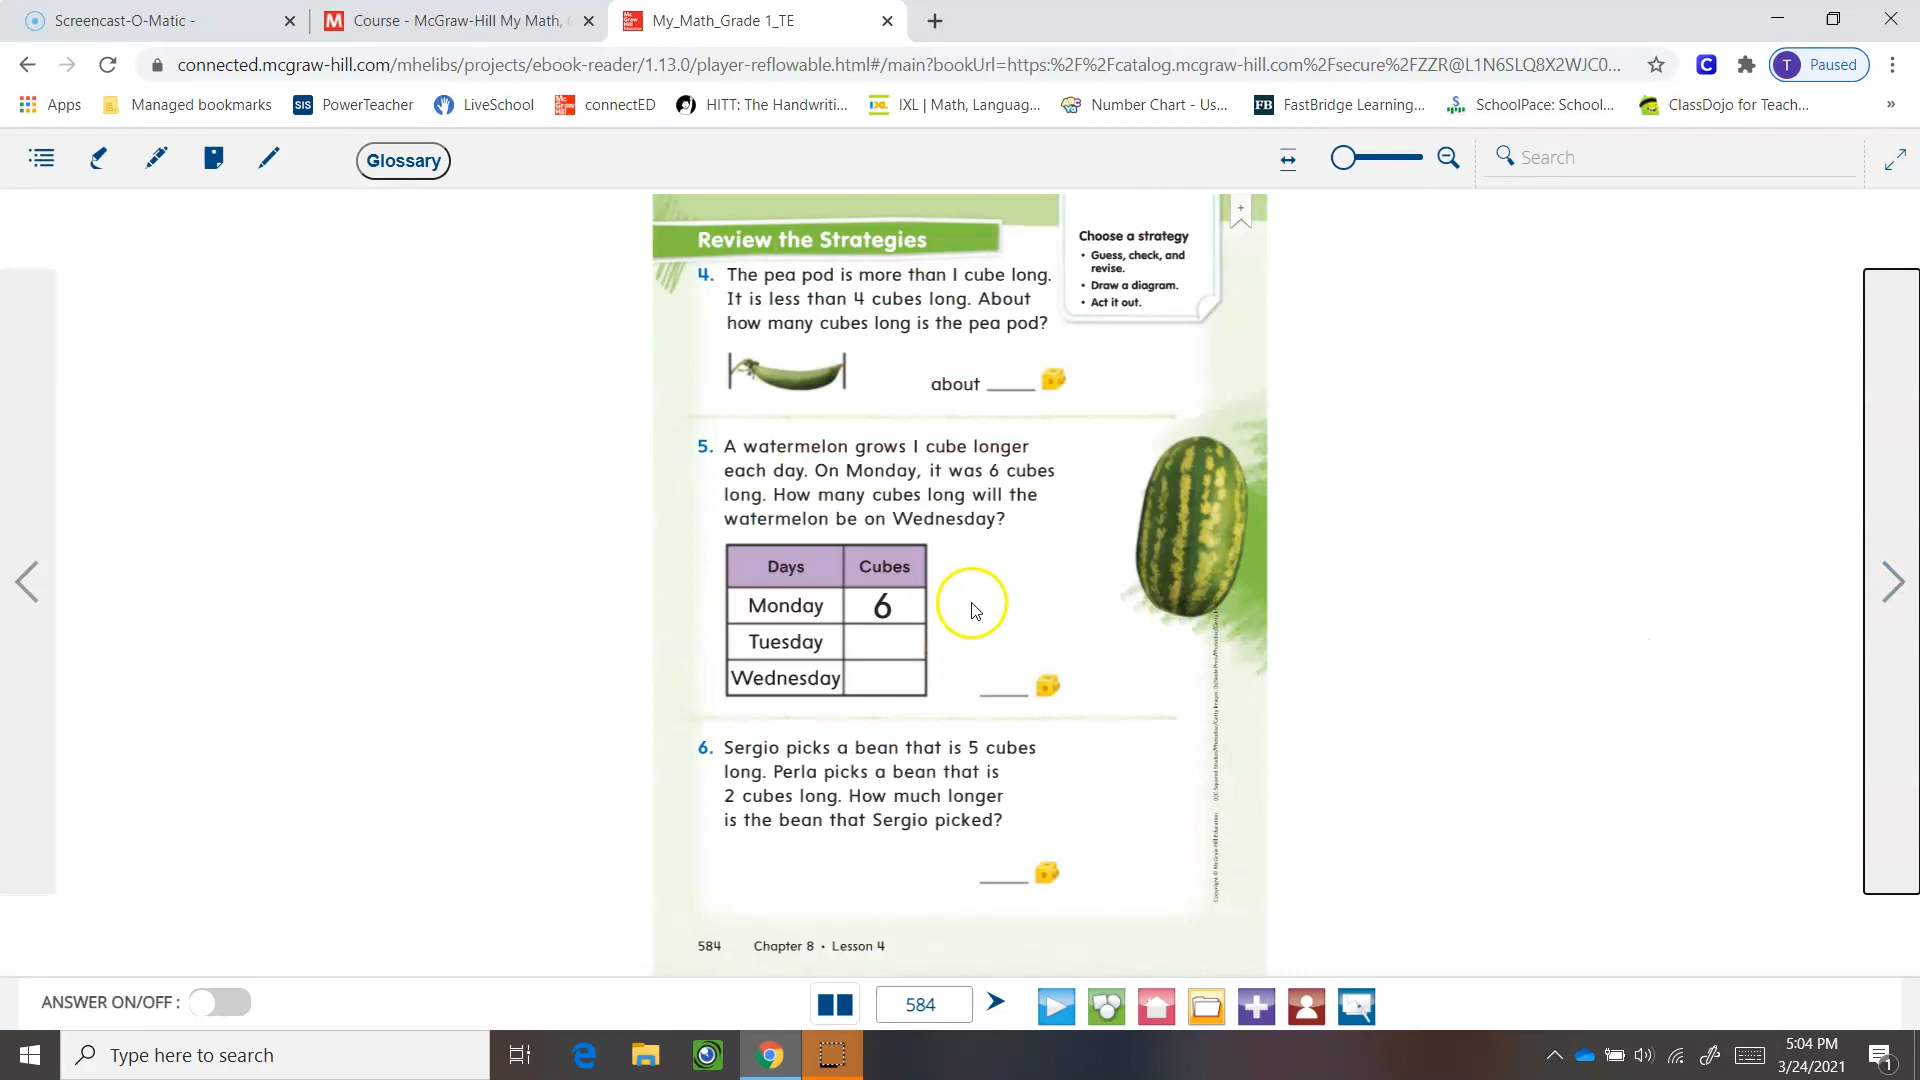 Screencast-O-Matic -
Course - McGraw-Hill My Math,
My_Math_Grade 1_TE
connected.mcgraw-hill.com/mhelibs/projects/ebook-reader/1.13.0/player-reflowable.html#/main?bookUrl=https:%2F%2Fcatalog.mcgraw-hill.com%2Fsecure%2FZZR@L1N6SLQ8X2WJC0...
T Paused
Apps Managed bookmarks SIS PowerTeacher LiveSchool connectED HITT: The Handwriti... IXL | Math, Languag... Number Chart - Us... FB FastBridge Learning... SchoolPace: School... ClassDojo for Teach... »
Glossary
Search
Review the Strategies
Choose a strategy
• Guess, check, and
revise.
• Draw a diagram.
• Act it out.
4. The pea pod is more than 1 cube long.
It is less than 4 cubes long. About
how many cubes long is the pea pod?
about ____
5. A watermelon grows 1 cube longer
each day. On Monday, it was 6 cubes
long. How many cubes long will the
watermelon be on Wednesday?
Days Cubes
Monday 6
Tuesday
Wednesday
____
6. Sergio picks a bean that is 5 cubes
long. Perla picks a bean that is
2 cubes long. How much longer
is the bean that Sergio picked?
____
584 Chapter 8 • Lesson 4
ANSWER ON/OFF :
584
Type here to search
5:04 PM
3/24/2021
1